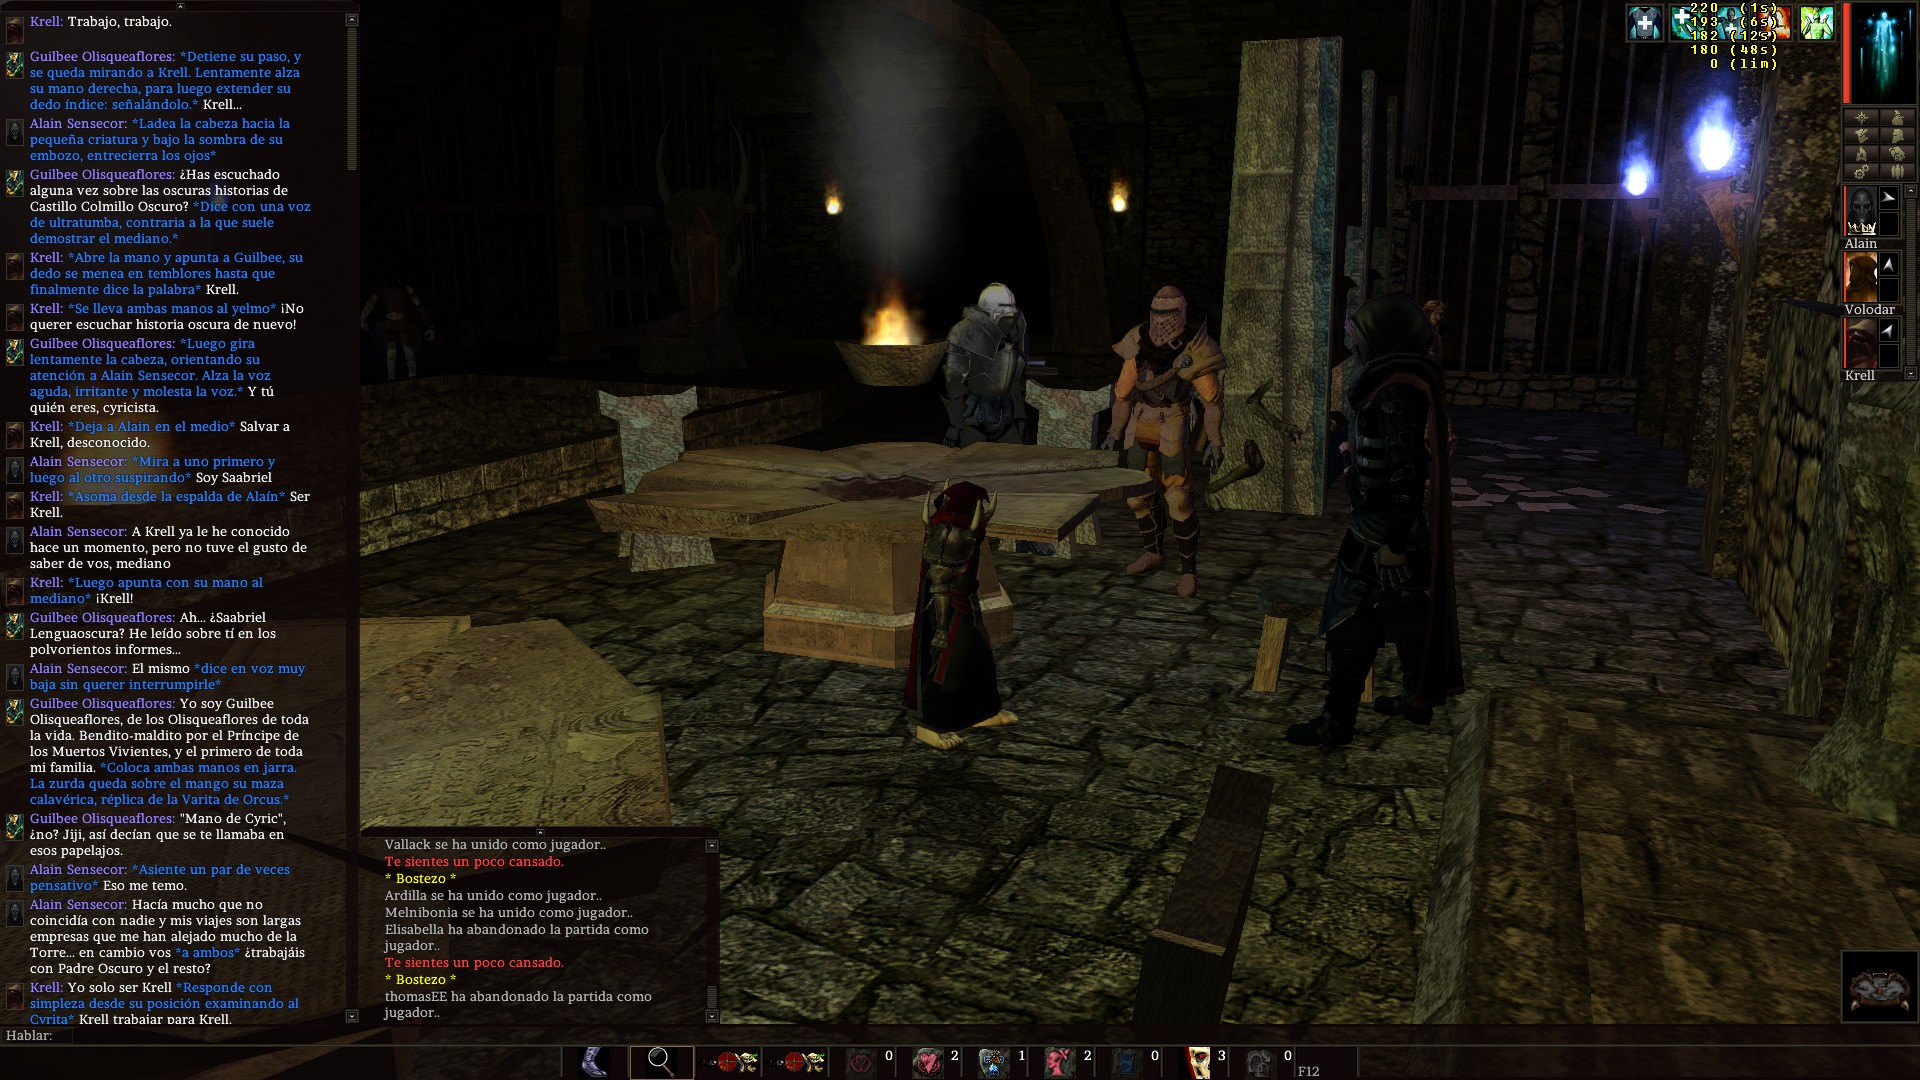 Krell: Trabajo, trabajo.
Guilbee Olisqueaflores: *Detiene su paso, y
se queda mirando a Krell. Lentamente alza
su mano derecha, para luego extender su
dedo índice: señalándolo.* Krell...
Alain Sensecor: *Ladea la cabeza hacia la
pequeña criatura y bajo la sombra de su
embozo, entrecierra los ojos*
Guilbee Olisqueaflores: ¿Has escuchado
alguna vez sobre las oscuras historias de
Castillo Colmillo Oscuro? *Dice con una voz
de ultratumba, contraria a la que suele
demostrar el mediano.*
Krell: *Abre la mano y apunta a Guilbee, su
dedo se menea en temblores hasta que
finalmente dice la palabra* Krell.
Krell: *Se lleva ambas manos al yelmo* ¡No
querer escuchar historia oscura de nuevo!
Guilbee Olisqueaflores: *Luego gira
lentamente la cabeza, orientando su
atención a Alain Sensecor. Alza la voz
aguda, irritante y molesta la voz.* Y tú
quién eres, cyricista.
Krell: *Deja a Alain en el medio* Salvar a
Krell, desconocido.
Alain Sensecor: *Mira a uno primero y
luego al otro suspirando* Soy Saabriel
Krell: *Asoma desde la espalda de Alaín* Ser
Krell.
Alain Sensecor: A Krell ya le he conocido
hace un momento, pero no tuve el gusto de
saber de vos, mediano
Krell: *Luego apunta con su mano al
mediano* ¡Krell!
Guilbee Olisqueaflores: Ah... ¿Saabriel
Lenguaoscura? He leído sobre tí en los
polvorientos informes...
Alain Sensecor: El mismo *dice en voz muy
baja sin querer interrumpirle*
Guilbee Olisqueaflores: Yo soy Guilbee
Olisqueaflores, de los Olisqueaflores de toda
la vida. Bendito-maldito por el Príncipe de
los Muertos Vivientes, y el primero de toda
mi familia. *Coloca ambas manos en jarra.
La zurda queda sobre el mango su maza
calavérica, réplica de la Varita de Orcus.*
Guilbee Olisqueaflores: "Mano de Cyric",
¿no? Jiji, así decían que se te llamaba en
esos papelajos.
Alain Sensecor: *Asiente un par de veces
pensativo* Eso me temo.
Alain Sensecor: Hacía mucho que no
coincidía con nadie y mis viajes son largas
empresas que me han alejado mucho de la
Torre... en cambio vos *a ambos* ¿trabajáis
con Padre Oscuro y el resto?
Krell: Yo solo ser Krell *Responde con
simpleza desde su posición examinando al
Cyrita* Krell trabajar para Krell.
Hablar:
Vallack se ha unido como jugador..
Te sientes un poco cansado.
* Bostezo *
Ardilla se ha unido como jugador..
Melnibonia se ha unido como jugador..
Elisabella ha abandonado la partida como
jugador..
Te sientes un poco cansado.
* Bostezo *
thomasEE ha abandonado la partida como
jugador..
220 (1s)
193 (6s)
182 (12s)
180 (48s)
0 (lim)
Alain
Volodar
Krell
0 2 1 2 0 3 0 F12